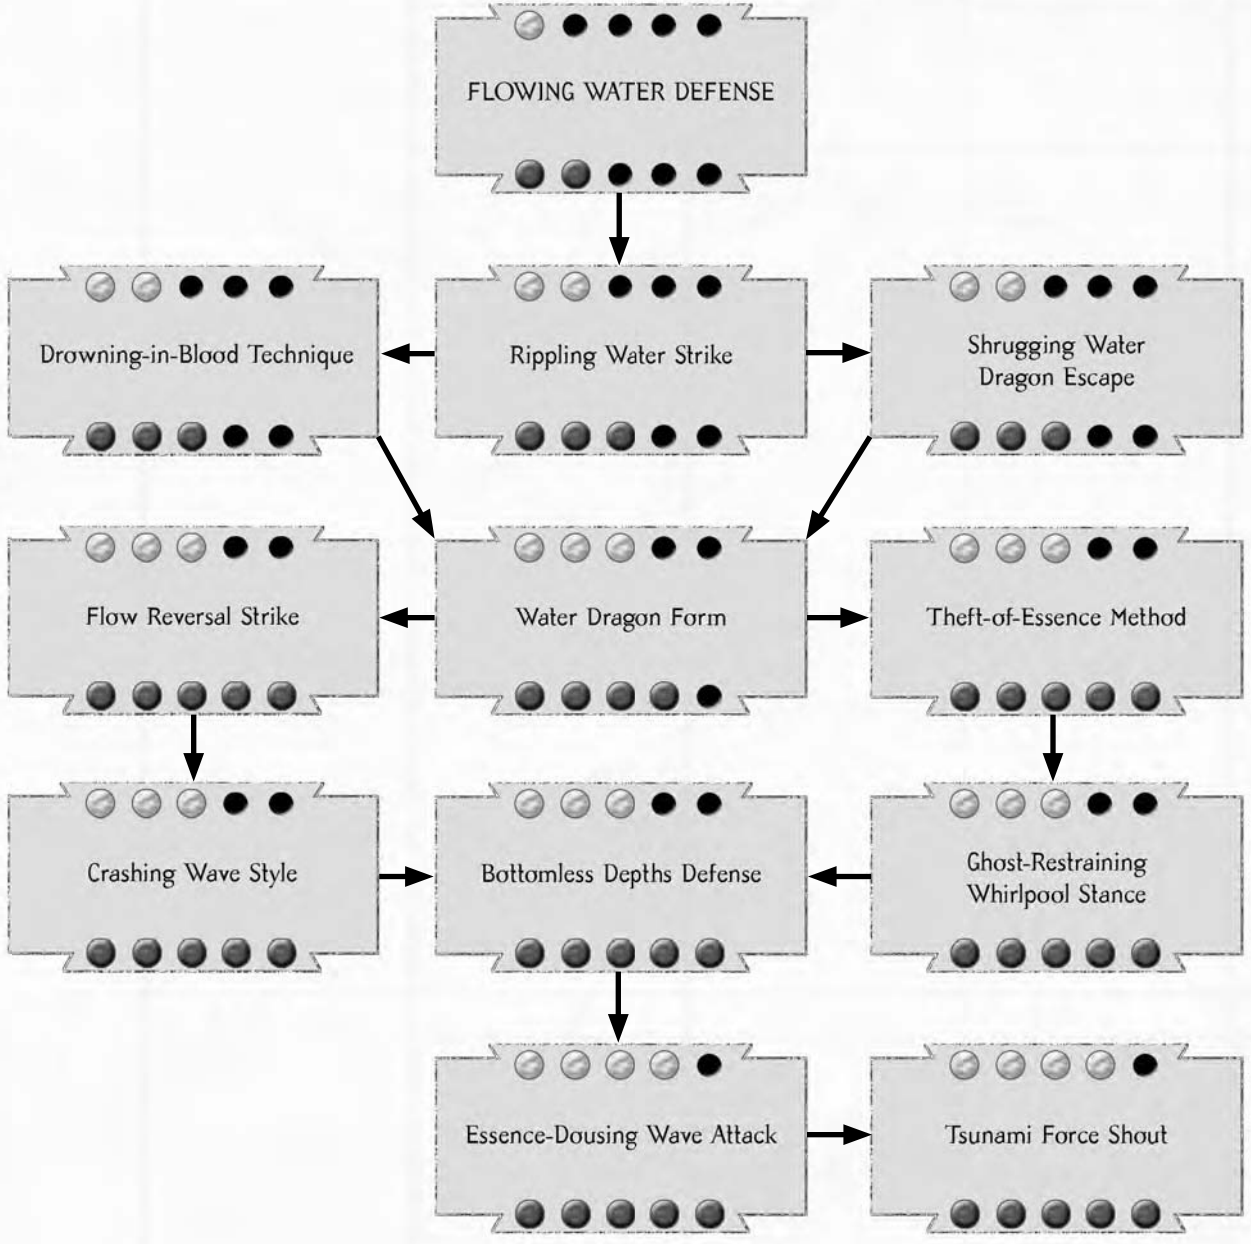 FLOWING WATER DEFENSE
Drowning-in-Blood Technique
Rippling Water Strike
Shrugging Water
Dragon Escape
Flow Reversal Strike
Water Dragon Form
Theft-of-Essence Method
Crashing Wave Style
Bottomless Depths Defense
Ghost-Restraining
Whirlpool Stance
Essence-Dousing Wave Attack
Tsunami Force Shout